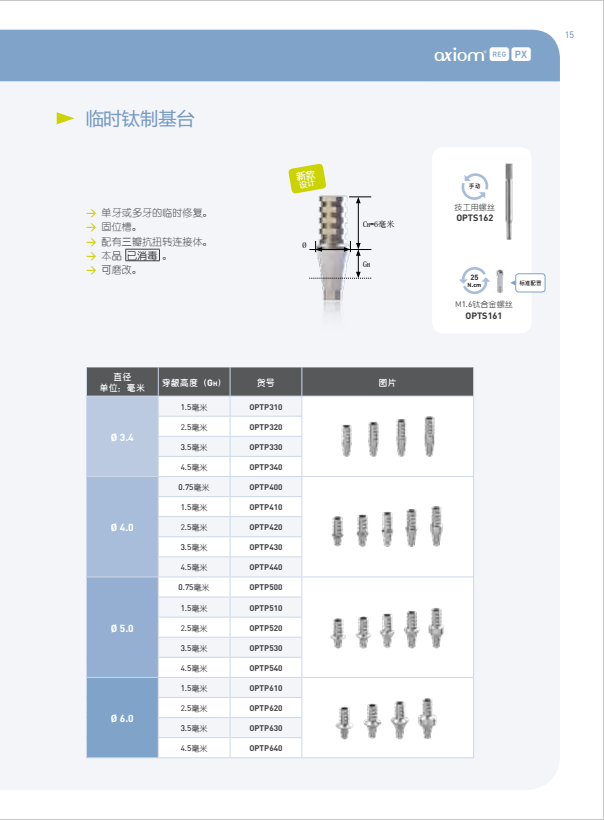 15
axiom® REG PX
临时钛制基台
单牙或多牙的临时修复。
固位槽。
配有三瓣抗扭转连接体。
本品 已消毒 。
可磨改。
新款
设计
CH=6毫米
Ø
GH
手动
技工用螺丝
OPTS162
25
N.cm
标准配置
M1.6钛合金螺丝
OPTS161
直径
单位：毫米
穿龈高度（GH）
货号
图片
Ø 3.4
1.5毫米 OPTP310
2.5毫米 OPTP320
3.5毫米 OPTP330
4.5毫米 OPTP340
Ø 4.0
0.75毫米 OPTP400
1.5毫米 OPTP410
2.5毫米 OPTP420
3.5毫米 OPTP430
4.5毫米 OPTP440
Ø 5.0
0.75毫米 OPTP500
1.5毫米 OPTP510
2.5毫米 OPTP520
3.5毫米 OPTP530
4.5毫米 OPTP540
Ø 6.0
1.5毫米 OPTP610
2.5毫米 OPTP620
3.5毫米 OPTP630
4.5毫米 OPTP640